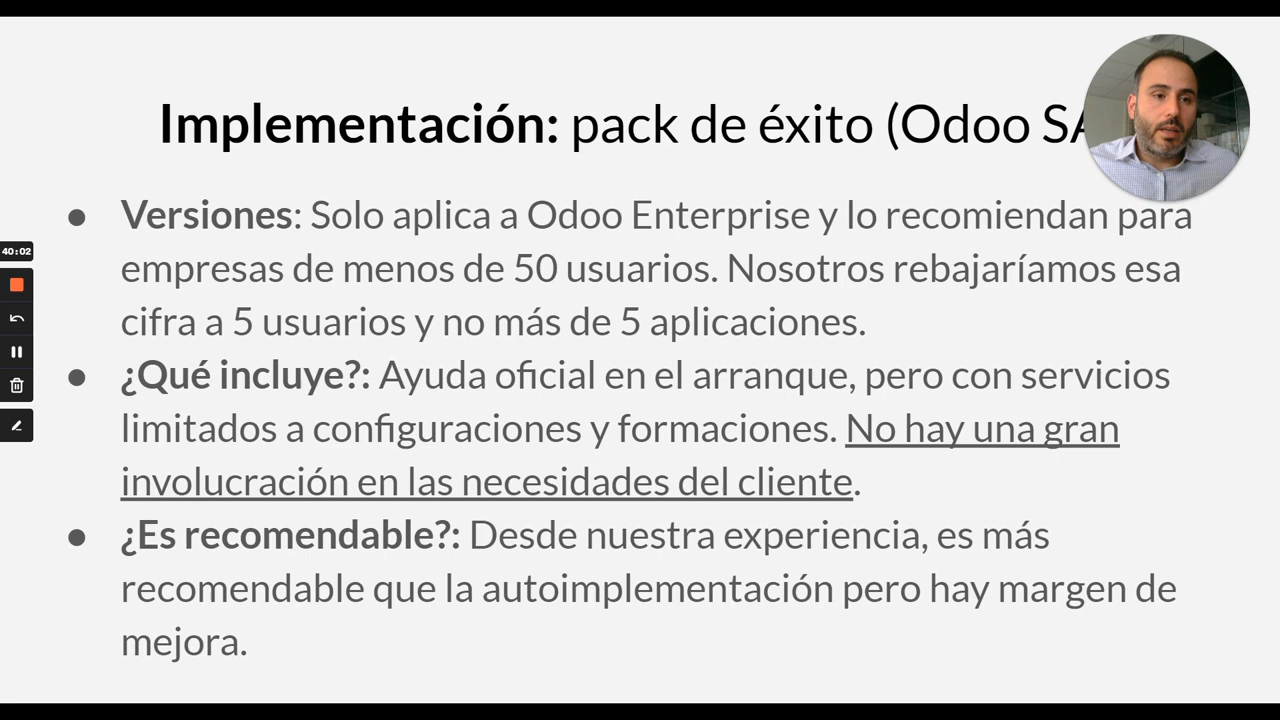 Implementación: pack de éxito (Odoo
● Versiones: Solo aplica a Odoo Enterprise y lo recomiendan para
empresas de menos de 50 usuarios. Nosotros rebajaríamos esa
cifra a 5 usuarios y no más de 5 aplicaciones.
● ¿Qué incluye?: Ayuda oficial en el arranque, pero con servicios
limitados a configuraciones y formaciones. No hay una gran
involucración en las necesidades del cliente.
● ¿Es recomendable?: Desde nuestra experiencia, es más
recomendable que la autoimplementación pero hay margen de
mejora.
40:02